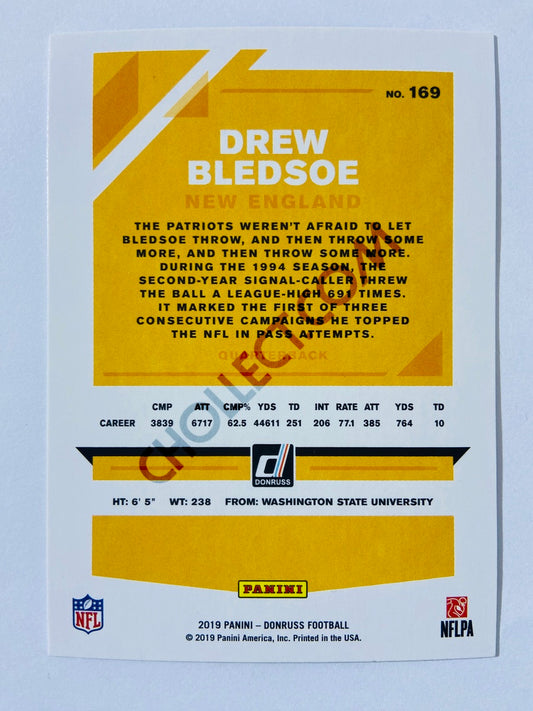 NO. 169
DREW
BLEDSOE
NEW ENGLAND
THE PATRIOTS WEREN'T AFRAID TO LET
BLEDSOE THROW, AND THEN THROW SOME
MORE, AND THEN THROW SOME MORE.
DURING THE 1994 SEASON, THE
SECOND-YEAR SIGNAL-CALLER THREW
THE BALL A LEAGUE-HIGH 691 TIMES.
IT MARKED THE FIRST OF THREE
CONSECUTIVE CAMPAIGNS HE TOPPED
THE NFL IN PASS ATTEMPTS.
QUARTERBACK
CHOLLECT.COM
CMP ATT CMP% YDS TD INT RATE ATT YDS TD
CAREER 3839 6717 62.5 44611 251 206 77.1 385 764 10
d
DONRUSS
HT: 6' 5" WT: 238 FROM: WASHINGTON STATE UNIVERSITY
PANINI
NFL
NFLPA
2019 PANINI – DONRUSS FOOTBALL
© 2019 Panini America, Inc. Printed in the USA.